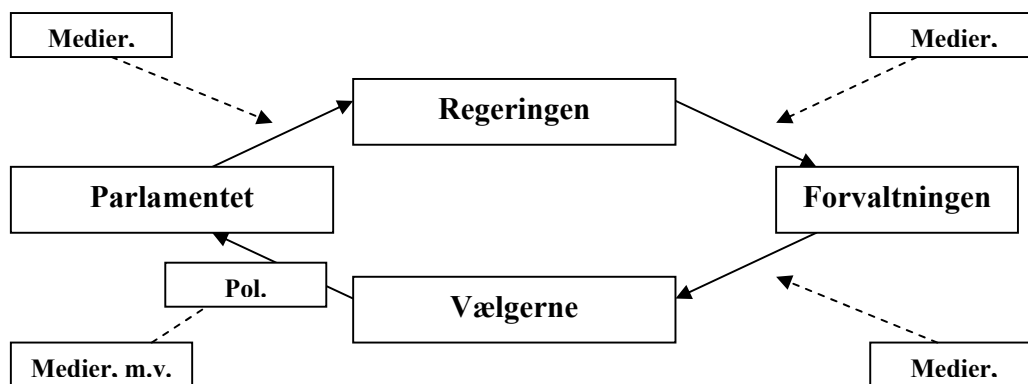 Medier,
Medier,
Regeringen
Parlamentet
Forvaltningen
Pol.
Vælgerne
Medier, m.v.
Medier,